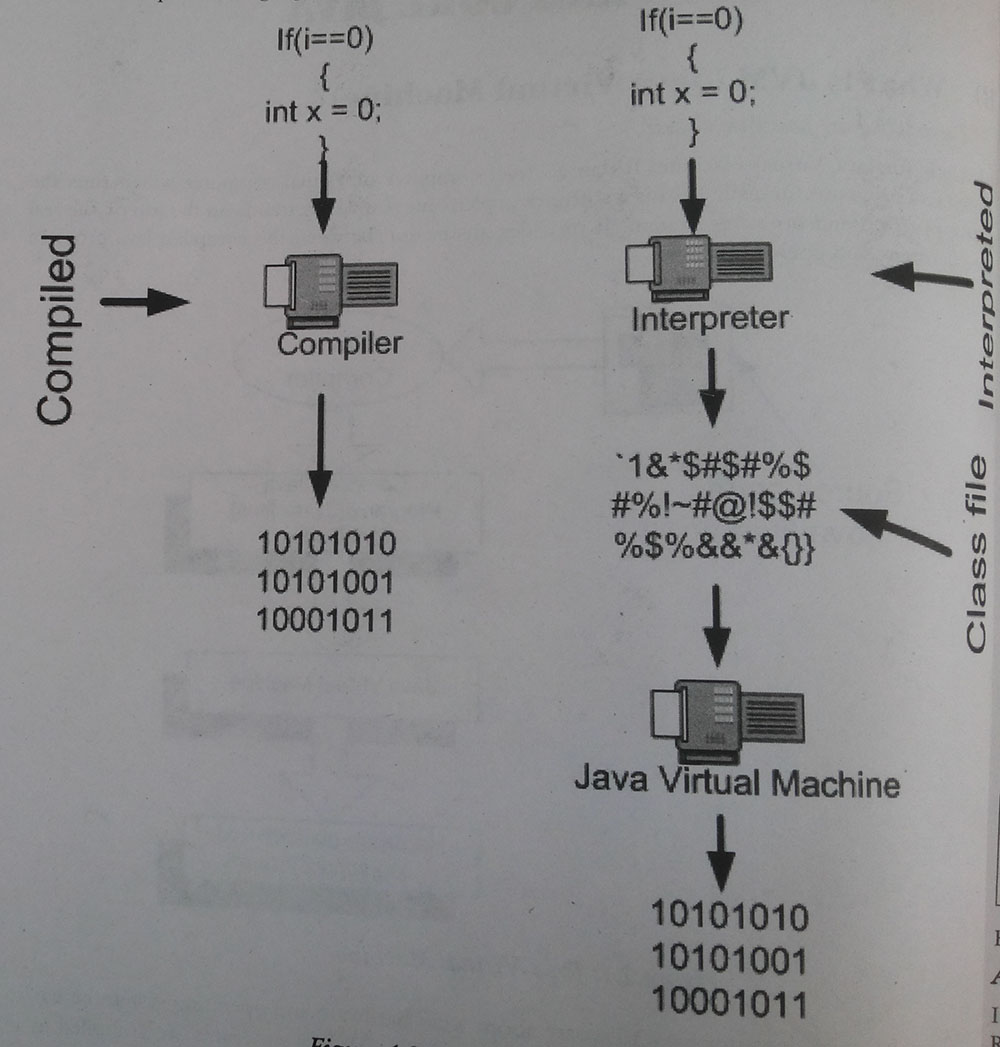 If(i==0)
{
int x = 0;
}
Compiled
Compiler
10101010
10101001
10001011
If(i==0)
{
int x = 0;
}
Interpreter
Interpreted
`1&*$#$#%$
#%!~#@!$$#
%$%&&*&{}}
Class file
Java Virtual Machine
10101010
10101001
10001011